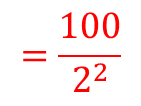 = 100
2²